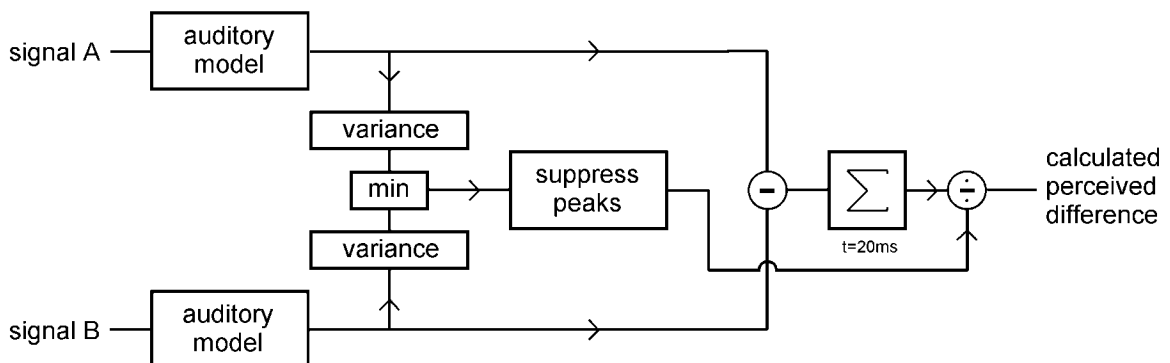 signal A
auditory
model
variance
min
variance
suppress
peaks
-
Σ
t=20ms
÷
calculated
perceived
difference
signal B
auditory
model